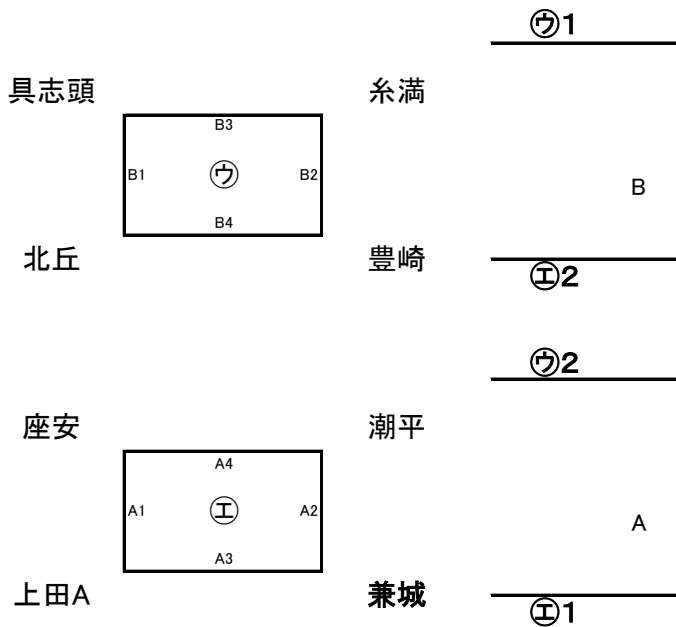 ㋒1
具志頭 糸満
B3
B1 ㋒ B2 B
B4
北丘 豊崎
㋓2
㋒2
座安 潮平
A4
A1 ㋓ A2 A
A3
上田A 兼城
㋓1